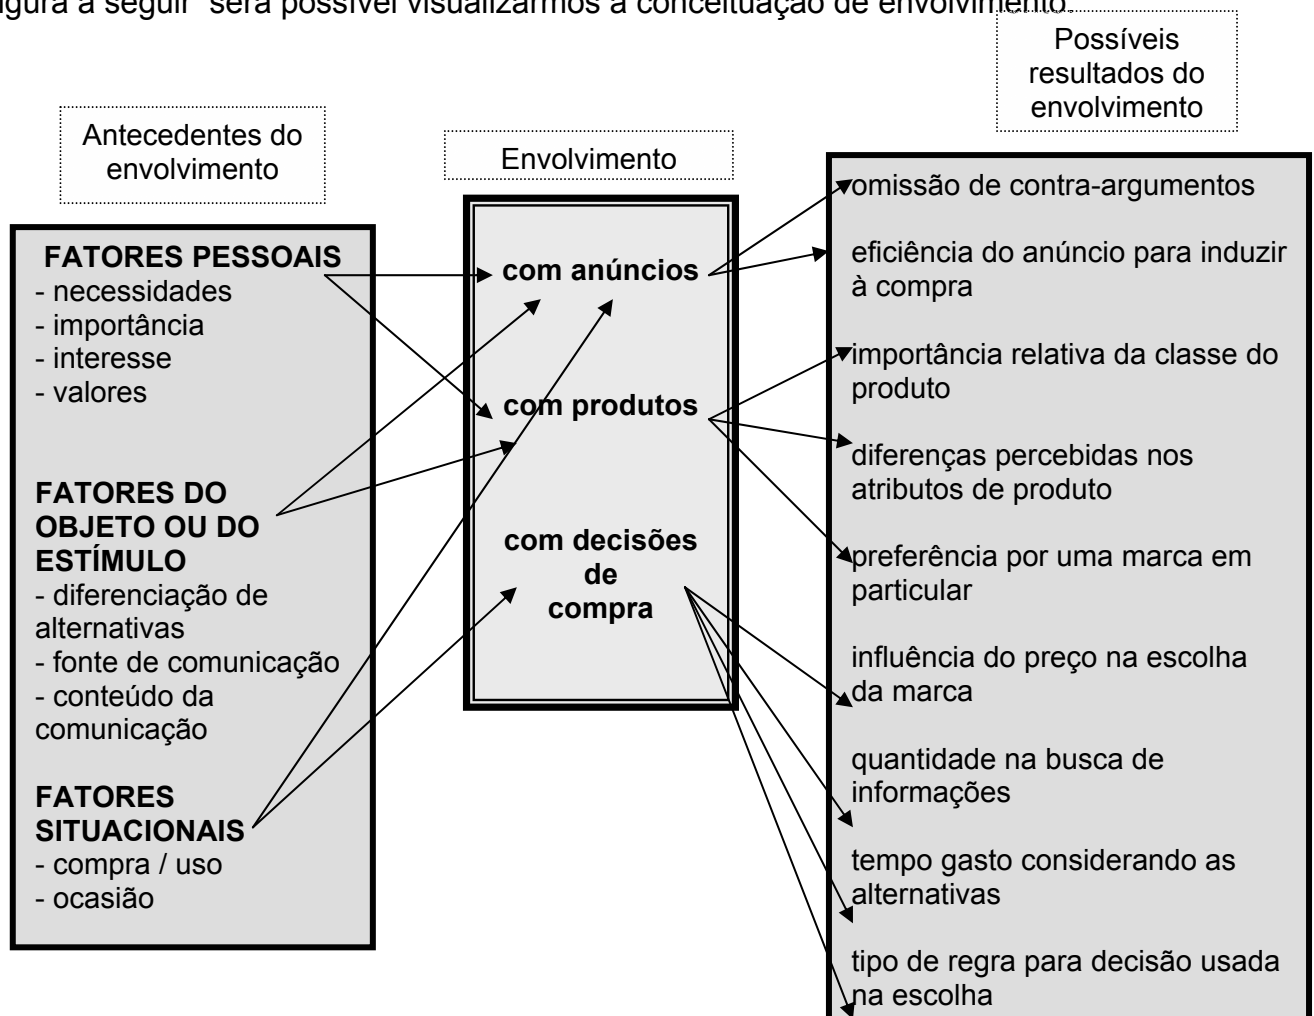 igura a seguir será possível visualizarmos a conceituação de envolvimento.
Antecedentes do
envolvimento
Envolvimento
Possíveis
resultados do
envolvimento
FATORES PESSOAIS
- necessidades
- importância
- interesse
- valores
FATORES DO
OBJETO OU DO
ESTÍMULO
- diferenciação de
alternativas
- fonte de comunicação
- conteúdo da
comunicação
FATORES
SITUACIONAIS
- compra / uso
- ocasião
com anúncios
com produtos
com decisões
de
compra
omissão de contra-argumentos
eficiência do anúncio para induzir
à compra
importância relativa da classe do
produto
diferenças percebidas nos
atributos de produto
preferência por uma marca em
particular
influência do preço na escolha
da marca
quantidade na busca de
informações
tempo gasto considerando as
alternativas
tipo de regra para decisão usada
na escolha